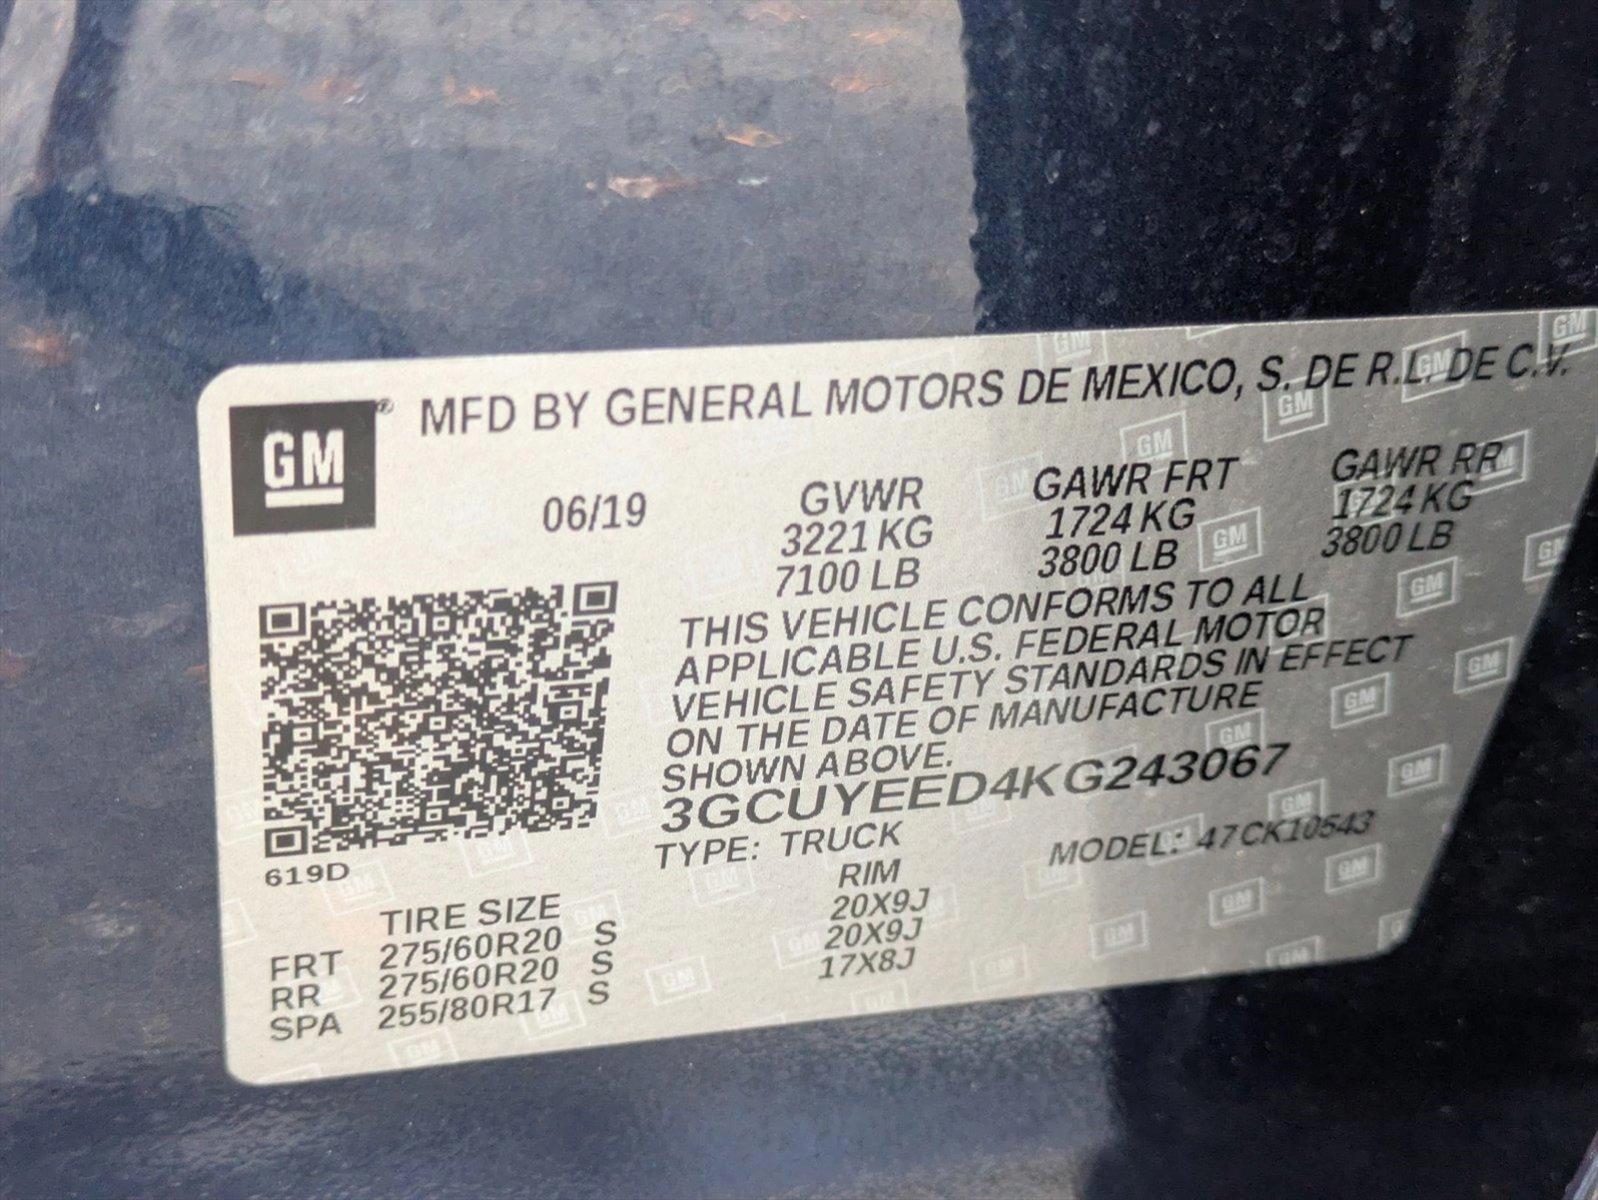 GM ® MFD BY GENERAL MOTORS DE MEXICO, S. DE R.L. DE C.V.
06/19 GVWR GAWR FRT GAWR RR
3221 KG 1724 KG 1724 KG
7100 LB 3800 LB 3800 LB
THIS VEHICLE CONFORMS TO ALL
APPLICABLE U.S. FEDERAL MOTOR
VEHICLE SAFETY STANDARDS IN EFFECT
ON THE DATE OF MANUFACTURE
SHOWN ABOVE.
3GCUYEED4KG243067
TYPE: TRUCK MODEL: 47CK10543
619D
TIRE SIZE RIM
FRT 275/60R20 S 20X9J
RR 275/60R20 S 20X9J
SPA 255/80R17 S 17X8J